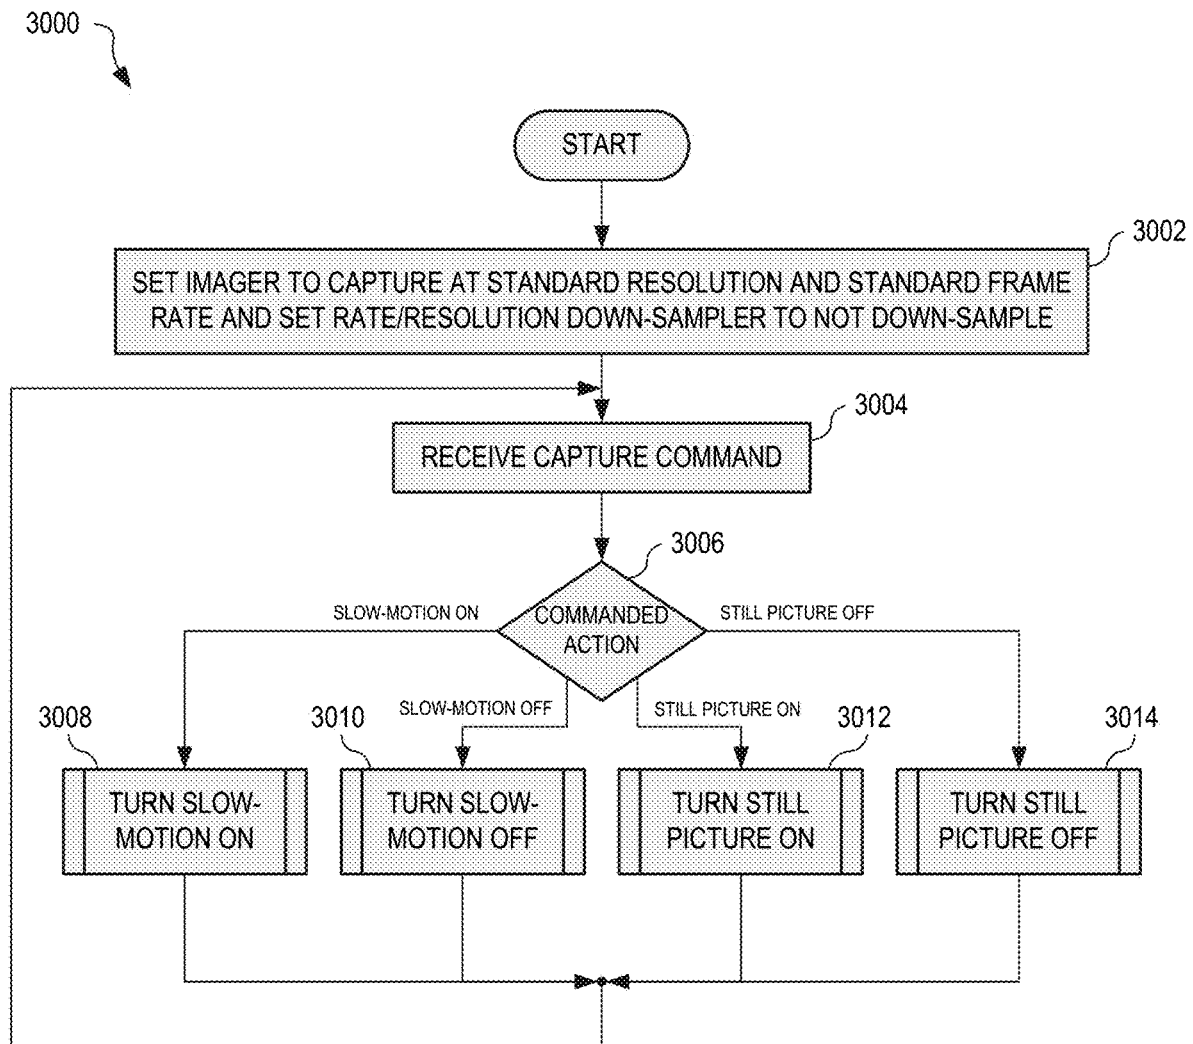 3000
START
3002
SET IMAGER TO CAPTURE AT STANDARD RESOLUTION AND STANDARD FRAME
RATE AND SET RATE/RESOLUTION DOWN-SAMPLER TO NOT DOWN-SAMPLE
3004
RECEIVE CAPTURE COMMAND
3006
SLOW-MOTION ON
COMMANDED
ACTION
STILL PICTURE OFF
SLOW-MOTION OFF
STILL PICTURE ON
3008
TURN SLOW-
MOTION ON
3010
TURN SLOW-
MOTION OFF
3012
TURN STILL
PICTURE ON
3014
TURN STILL
PICTURE OFF